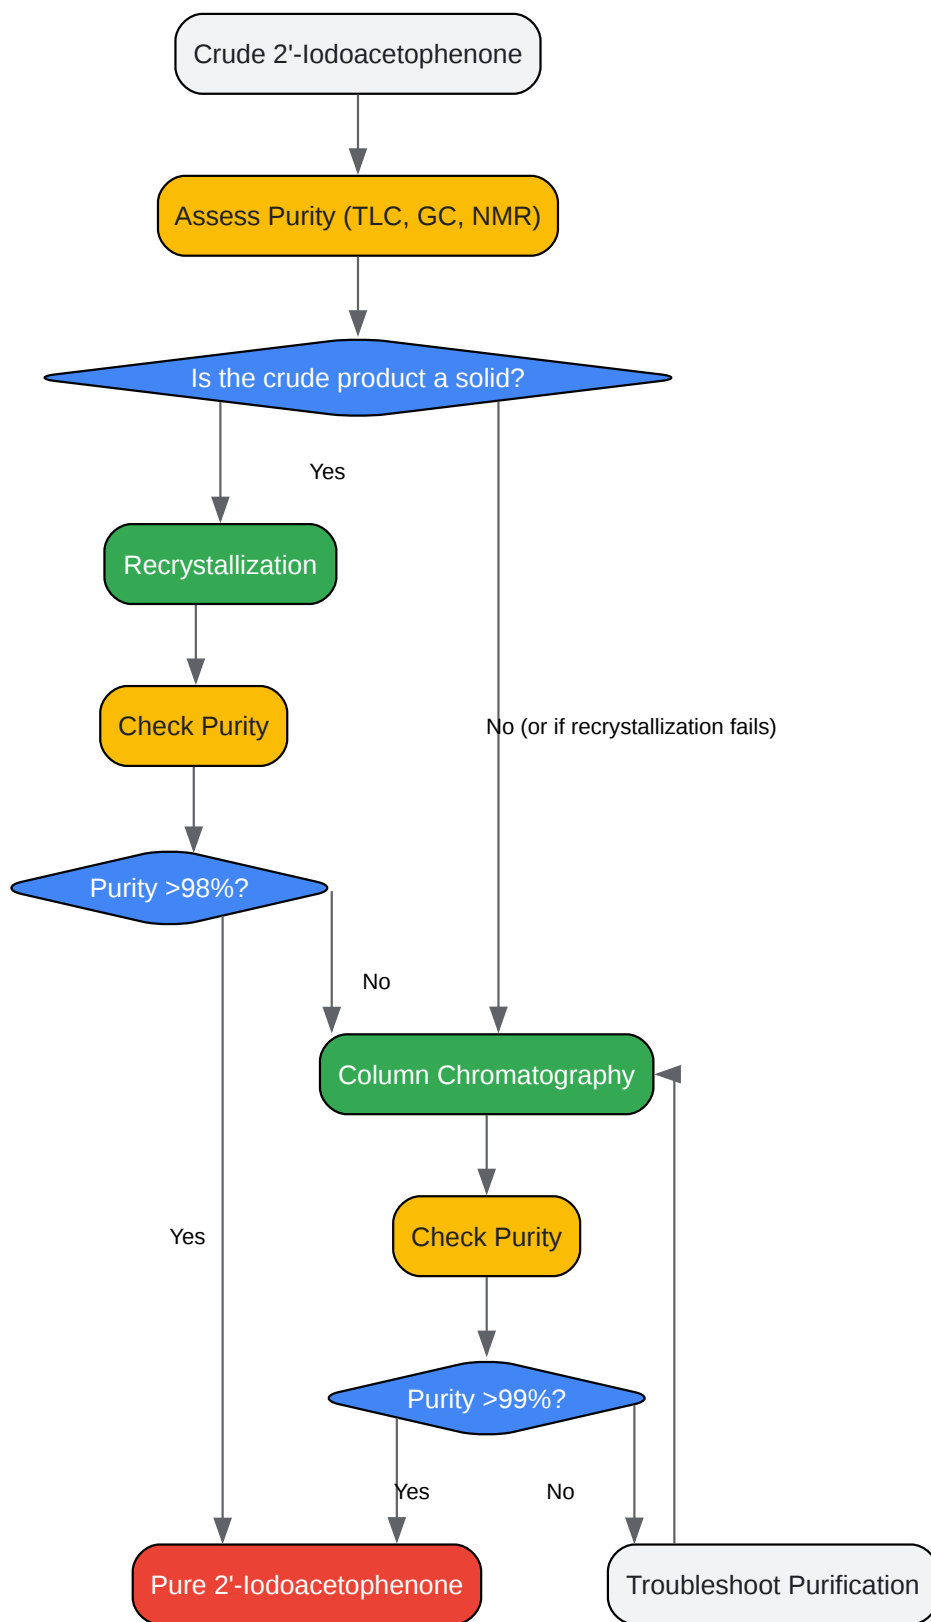 Crude 2'-Iodoacetophenone
Assess Purity (TLC, GC, NMR)
Is the crude product a solid?
Yes
Recrystallization
Check Purity
No (or if recrystallization fails)
Purity >98%?
No
Column Chromatography
Yes
Check Purity
Purity >99%?
Yes
No
Pure 2'-Iodoacetophenone
Troubleshoot Purification